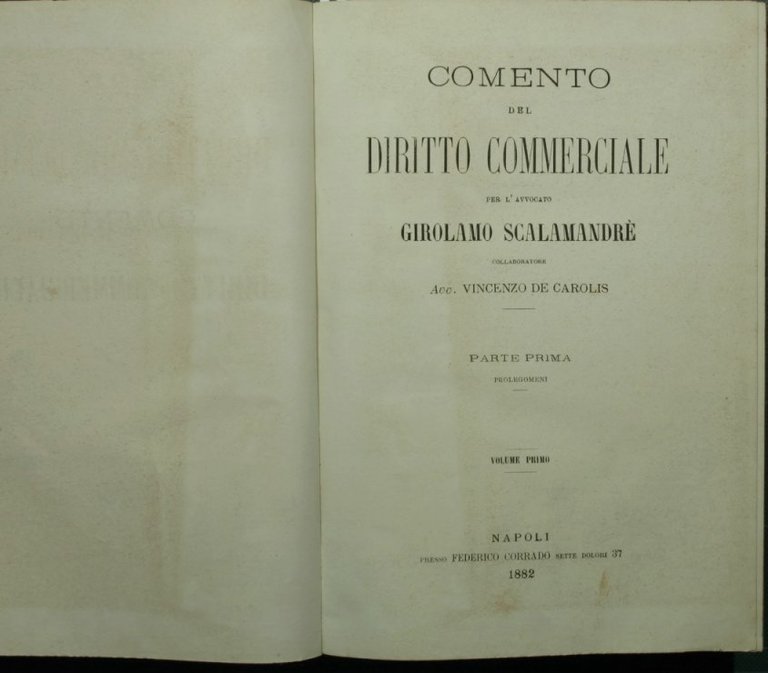 COMENTO
DEL
DIRITTO COMMERCIALE
PER L'AVVOCATO
GIROLAMO SCALAMANDRÈ
COLLABORATORE
Avv. VINCENZO DE CAROLIS
PARTE PRIMA
PROLEGOMENI
VOLUME PRIMO
NAPOLI
PRESSO FEDERICO CORRADO SETTE DOLORI 37
1882